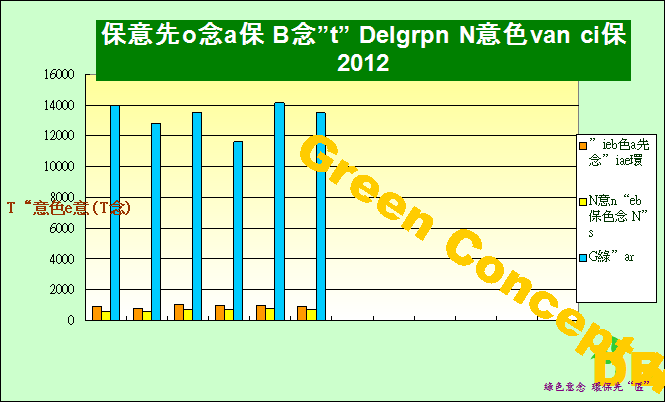 保意先o念a保 B念”t” Delgrpn N意色van ci保
2012
16000
14000
12000
10000
8000
6000
4000
2000
0
T“意色e意(T念)
”ieb色a先
念”iae環
N意n“eb
保色念 N”
s
G綠”ar
Green Concept
綠色意念 環保先“區”